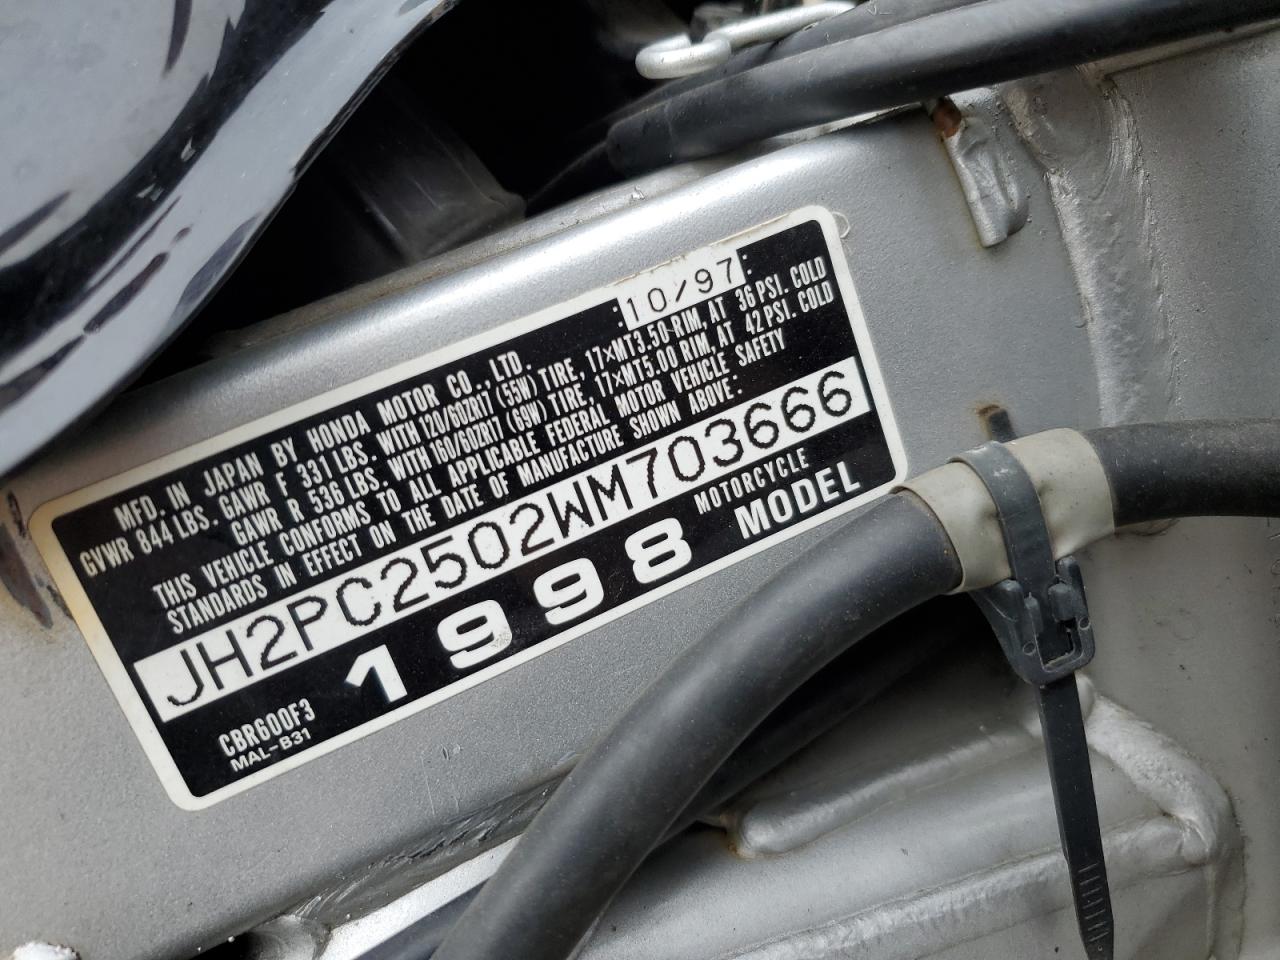 10/97
MFD. IN JAPAN BY HONDA MOTOR CO., LTD.
GVWR 844 LBS. GAWR F 331 LBS. WITH 120/60ZR17 (55W) TIRE, 17×MT3.50 RIM, AT 36 PSI. COLD
GAWR R 536 LBS. WITH 160/60ZR17 (69W) TIRE, 17×MT5.00 RIM, AT 42 PSI. COLD
THIS VEHICLE CONFORMS TO ALL APPLICABLE FEDERAL MOTOR VEHICLE SAFETY
STANDARDS IN EFFECT ON THE DATE OF MANUFACTURE SHOWN ABOVE.
JH2PC2502WM703666
MOTORCYCLE
1998 MODEL
CBR600F3
MAL-B31